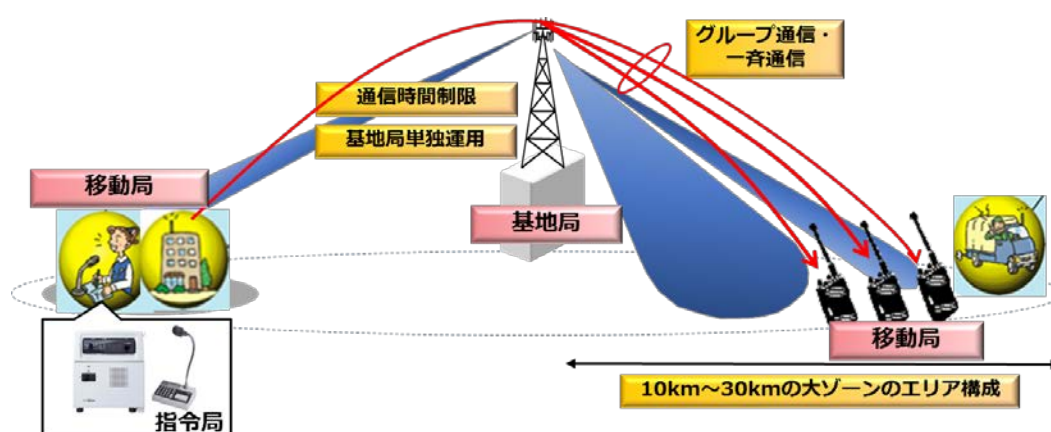 グループ通信・
一斉通信
通信時間制限
基地局単独運用
移動局
基地局
移動局
10km~30kmの大ゾーンのエリア構成
指令局